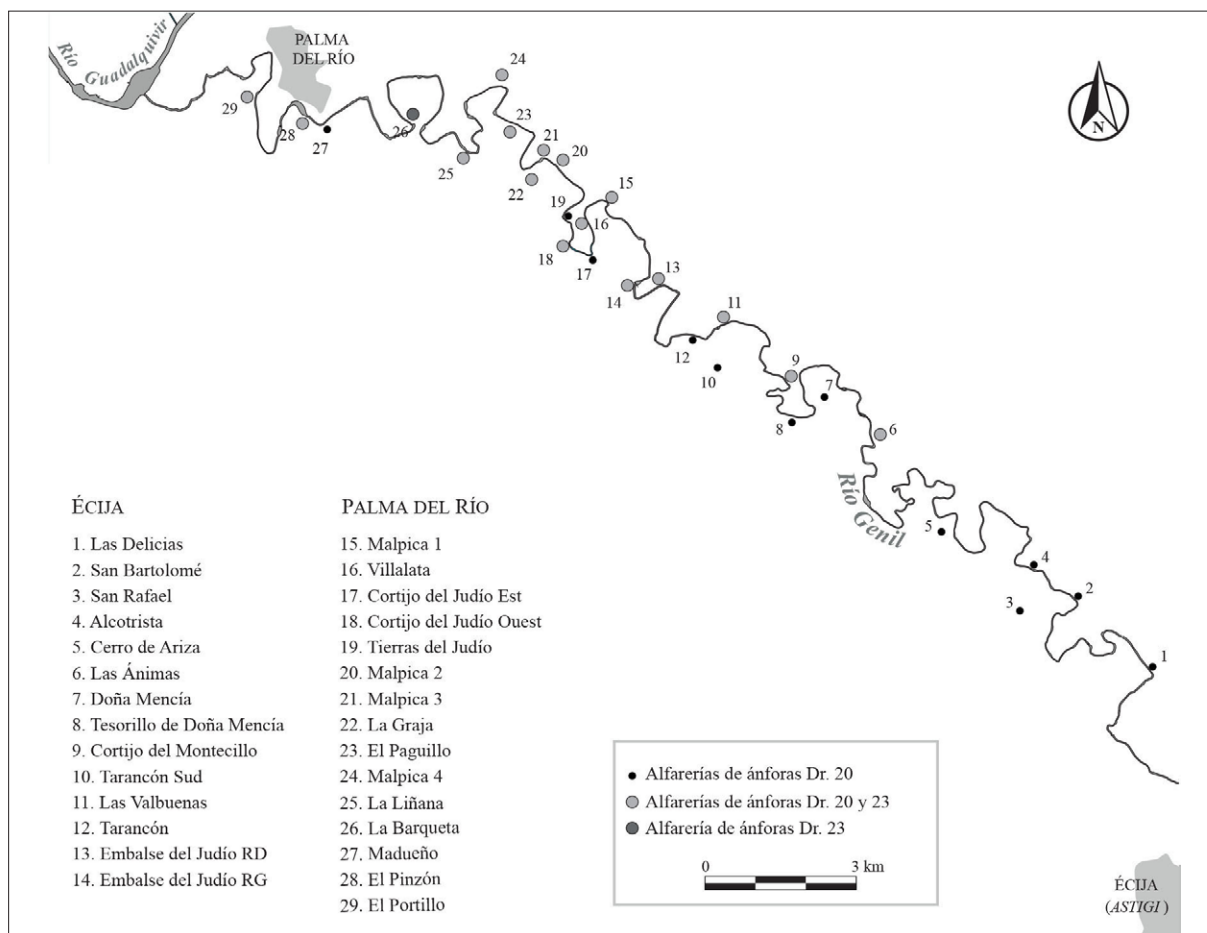 Río Guadalquivir
PALMA
DEL RÍO
24
29
28
27
26
23
21
20
25
22
15
19
16
18
17
13
14
11
12
10
9
7
8
6
Río Genil
5
4
2
3
1
N
ÉCIJA
1. Las Delicias
2. San Bartolomé
3. San Rafael
4. Alcotrista
5. Cerro de Ariza
6. Las Ánimas
7. Doña Mencía
8. Tesorillo de Doña Mencía
9. Cortijo del Montecillo
10. Tarancón Sud
11. Las Valbuenas
12. Tarancón
13. Embalse del Judío RD
14. Embalse del Judío RG
PALMA DEL RÍO
15. Malpica 1
16. Villalata
17. Cortijo del Judío Est
18. Cortijo del Judío Ouest
19. Tierras del Judío
20. Malpica 2
21. Malpica 3
22. La Graja
23. El Paguillo
24. Malpica 4
25. La Liñana
26. La Barqueta
27. Madueño
28. El Pinzón
29. El Portillo
Alfarerías de ánforas Dr. 20
Alfarerías de ánforas Dr. 20 y 23
Alfarería de ánforas Dr. 23
0 3 km
ÉCIJA
(ASTIGI)